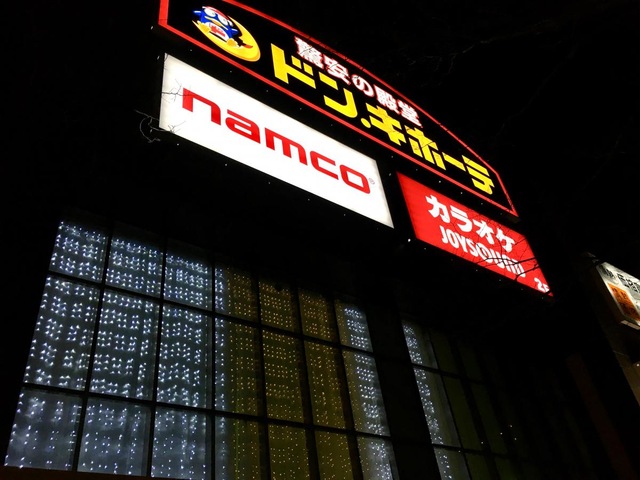 驚安の殿堂
ドン.キホーテ
namco®
カラオケ
JOYSOUND